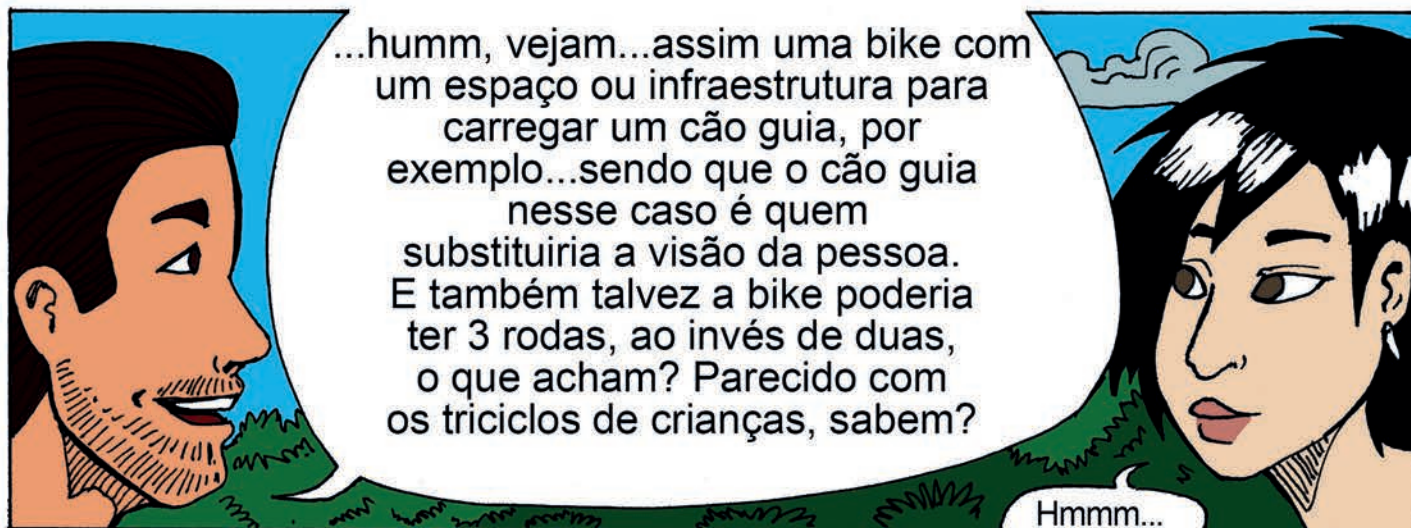 ...humm, vejam...assim uma bike com
um espaço ou infraestrutura para
carregar um cão guia, por
exemplo...sendo que o cão guia
nesse caso é quem
substituiria a visão da pessoa.
E também talvez a bike poderia
ter 3 rodas, ao invés de duas,
o que acham? Parecido com
os triciclos de crianças, sabem?
Hmmm...